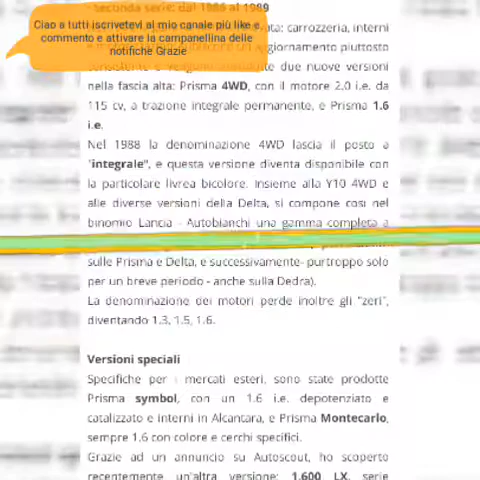 - seconda serie: dal 1986 al 1989
Ciao a tutti iscrivetevi al mio canale più like e
commento e attivare la campanellina delle
notifiche Grazie
ata: carrozzeria, interni
giornamento piuttosto
due nuove versioni
nella fascia alta: Prisma 4WD, con il motore 2.0 i.e. da
115 cv, a trazione integrale permanente, e Prisma 1.6
i.e.
Nel 1988 la denominazione 4WD lascia il posto a
"integrale", e questa versione diventa disponibile con
la particolare livrea bicolore. Insieme alla Y10 4WD e
alle diverse versioni della Delta, si compone così nel
binomio Lancia - Autobianchi una gamma completa a
sulle Prisma e Delta, e successivamente- purtroppo solo
per un breve periodo - anche sulla Dedra).
La denominazione dei motori perde inoltre gli "zeri",
diventando 1.3, 1.5, 1.6.
Versioni speciali
Specifiche per i mercati esteri, sono state prodotte
Prisma symbol, con un 1.6 i.e. depotenziato e
catalizzato e interni in Alcantara, e Prisma Montecarlo,
sempre 1.6 con colore e cerchi specifici.
Grazie ad un annuncio su Autoscout, ho scoperto
recentemente un'altra versione: 1.600 LX, serie